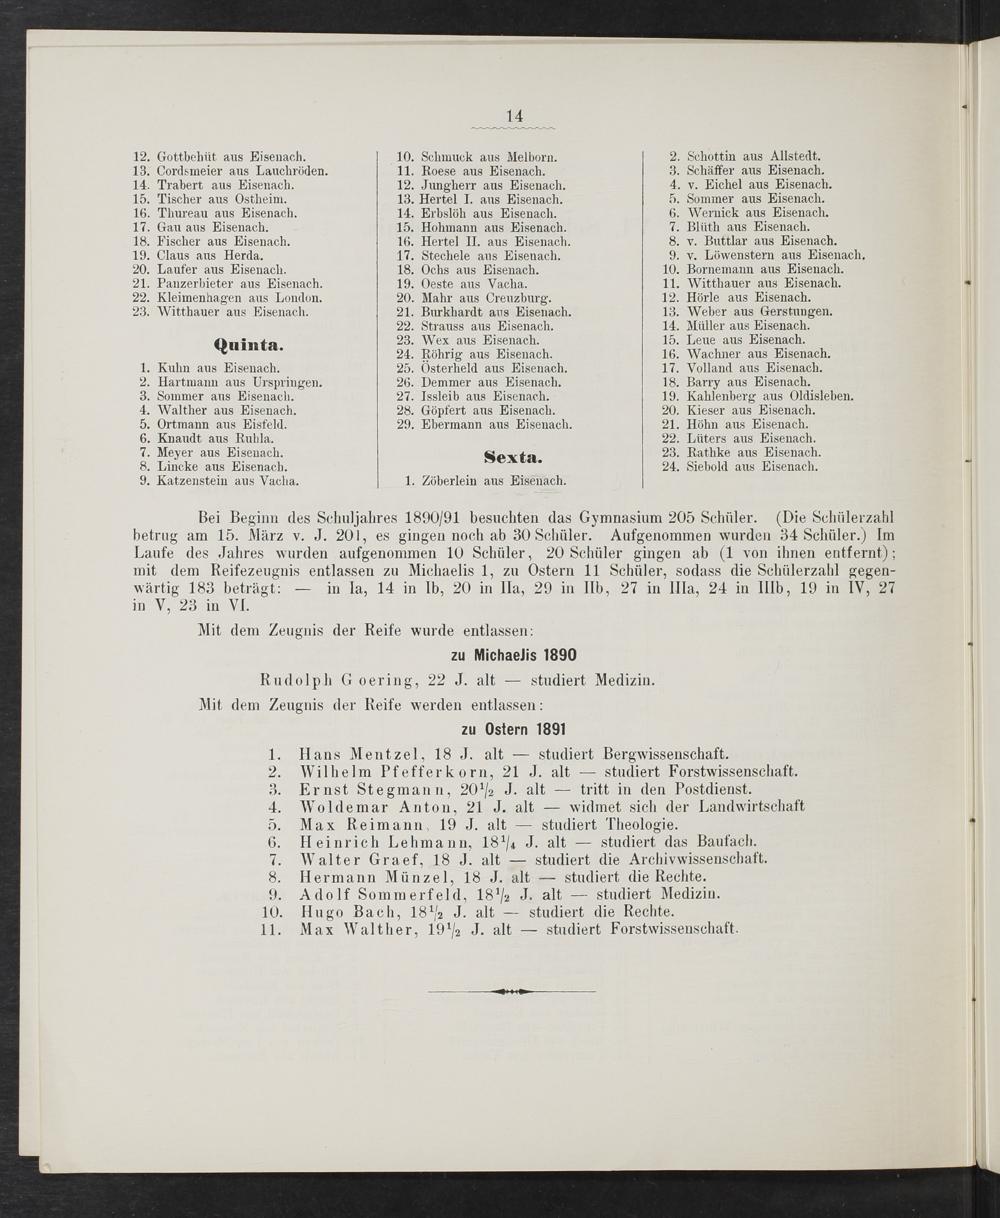 14
12. Gottbehüt aus Eisenach.
13. Cordsmeier aus Lauchröden.
14. Trabert aus Eisenach.
15. Tischer aus Ostheim.
16. Thureau aus Eisenach.
17. Gau aus Eisenach.
18. Fischer aus Eisenach.
19. Claus aus Herda.
20. Laufer aus Eisenach.
21. Panzerbieter aus Eisenach.
22. Kleimenhagen aus London.
23. Witthauer aus Eisenach.
Quinta.
1. Kuhn aus Eisenach.
2. Hartmann aus Urspringen.
3. Sommer aus Eisenach.
4. Walther aus Eisenach.
5. Ortmann aus Eisfeld.
6. Knaudt aus Ruhla.
7. Meyer aus Eisenach.
8. Lincke aus Eisenach.
9. Katzenstein aus Vacha.
10. Schmuck aus Melborn.
11. Roese aus Eisenach.
12. Jungherr aus Eisenach.
13. Hertel I. aus Eisenach.
14. Erbslöh aus Eisenach.
15. Hohmann aus Eisenach.
16. Hertel II. aus Eisenach.
17. Stechele aus Eisenach.
18. Ochs aus Eisenach.
19. Oeste aus Vacha.
20. Mahr aus Creuzburg.
21. Burkhardt aus Eisenach.
22. Strauss aus Eisenach.
23. Wex aus Eisenach.
24. Röhrig aus Eisenach.
25. Österheld aus Eisenach.
26. Demmer aus Eisenach.
27. Issleib aus Eisenach.
28. Göpfert aus Eisenach.
29. Ebermann aus Eisenach.
Sexta.
1. Zöberlein aus Eisenach.
2. Schottin aus Allstedt.
3. Schäffer aus Eisenach.
4. v. Eichel aus Eisenach.
5. Sommer aus Eisenach.
6. Wernick aus Eisenach.
7. Blüth aus Eisenach.
8. v. Buttlar aus Eisenach.
9. v. Löwenstern aus Eisenach.
10. Bornemann aus Eisenach.
11. Witthauer aus Eisenach.
12. Hörle aus Eisenach.
13. Weber aus Gerstungen.
14. Müller aus Eisenach.
15. Leue aus Eisenach.
16. Wachner aus Eisenach.
17. Volland aus Eisenach.
18. Barry aus Eisenach.
19. Kahlenberg aus Oldisleben.
20. Kieser aus Eisenach.
21. Höhn aus Eisenach.
22. Lüters aus Eisenach.
23. Rathke aus Eisenach.
24. Siebold aus Eisenach.
Bei Beginn des Schuljahres 1890/91 besuchten das Gymnasium 205 Schüler. (Die Schülerzahl
betrug am 15. März v. J. 201, es gingen noch ab 30 Schüler. Aufgenommen wurden 34 Schüler.) Im
Laufe des Jahres wurden aufgenommen 10 Schüler, 20 Schüler gingen ab (1 von ihnen entfernt);
mit dem Reifezeugnis entlassen zu Michaelis 1, zu Ostern 11 Schüler, sodass die Schülerzahl gegen-
wärtig 183 beträgt: — in Ia, 14 in Ib, 20 in IIa, 29 in IIb, 27 in IIIa, 24 in IIIb, 19 in IV, 27
in V, 23 in VI.
Mit dem Zeugnis der Reife wurde entlassen:
zu Michaelis 1890
Rudolph Goering, 22 J. alt — studiert Medizin.
Mit dem Zeugnis der Reife werden entlassen:
zu Ostern 1891
1. Hans Mentzel, 18 J. alt — studiert Bergwissenschaft.
2. Wilhelm Pfefferkorn, 21 J. alt — studiert Forstwissenschaft.
3. Ernst Stegmann, 20½ J. alt — tritt in den Postdienst.
4. Woldemar Anton, 21 J. alt — widmet sich der Landwirtschaft
5. Max Reimann, 19 J. alt — studiert Theologie.
6. Heinrich Lehmann, 18¼ J. alt — studiert das Baufach.
7. Walter Graef, 18 J. alt — studiert die Archivwissenschaft.
8. Hermann Münzel, 18 J. alt — studiert die Rechte.
9. Adolf Sommerfeld, 18½ J. alt — studiert Medizin.
10. Hugo Bach, 18½ J. alt — studiert die Rechte.
11. Max Walther, 19½ J. alt — studiert Forstwissenschaft.